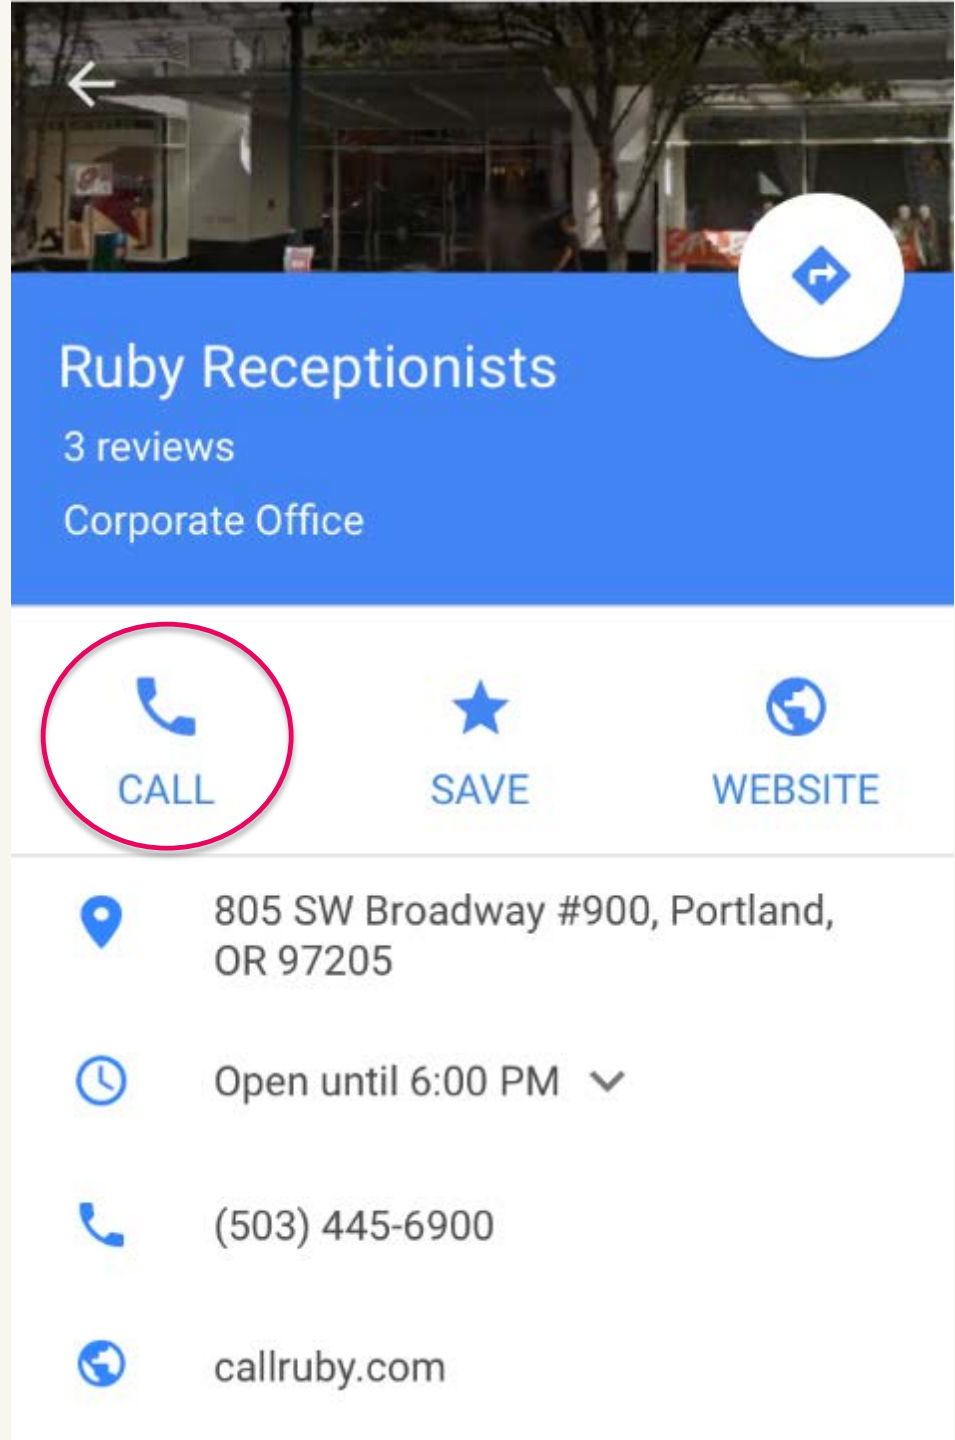 Ruby Receptionists
3 reviews
Corporate Office
CALL
SAVE
WEBSITE
805 SW Broadway #900, Portland,
OR 97205
Open until 6:00 PM
(503) 445-6900
callruby.com